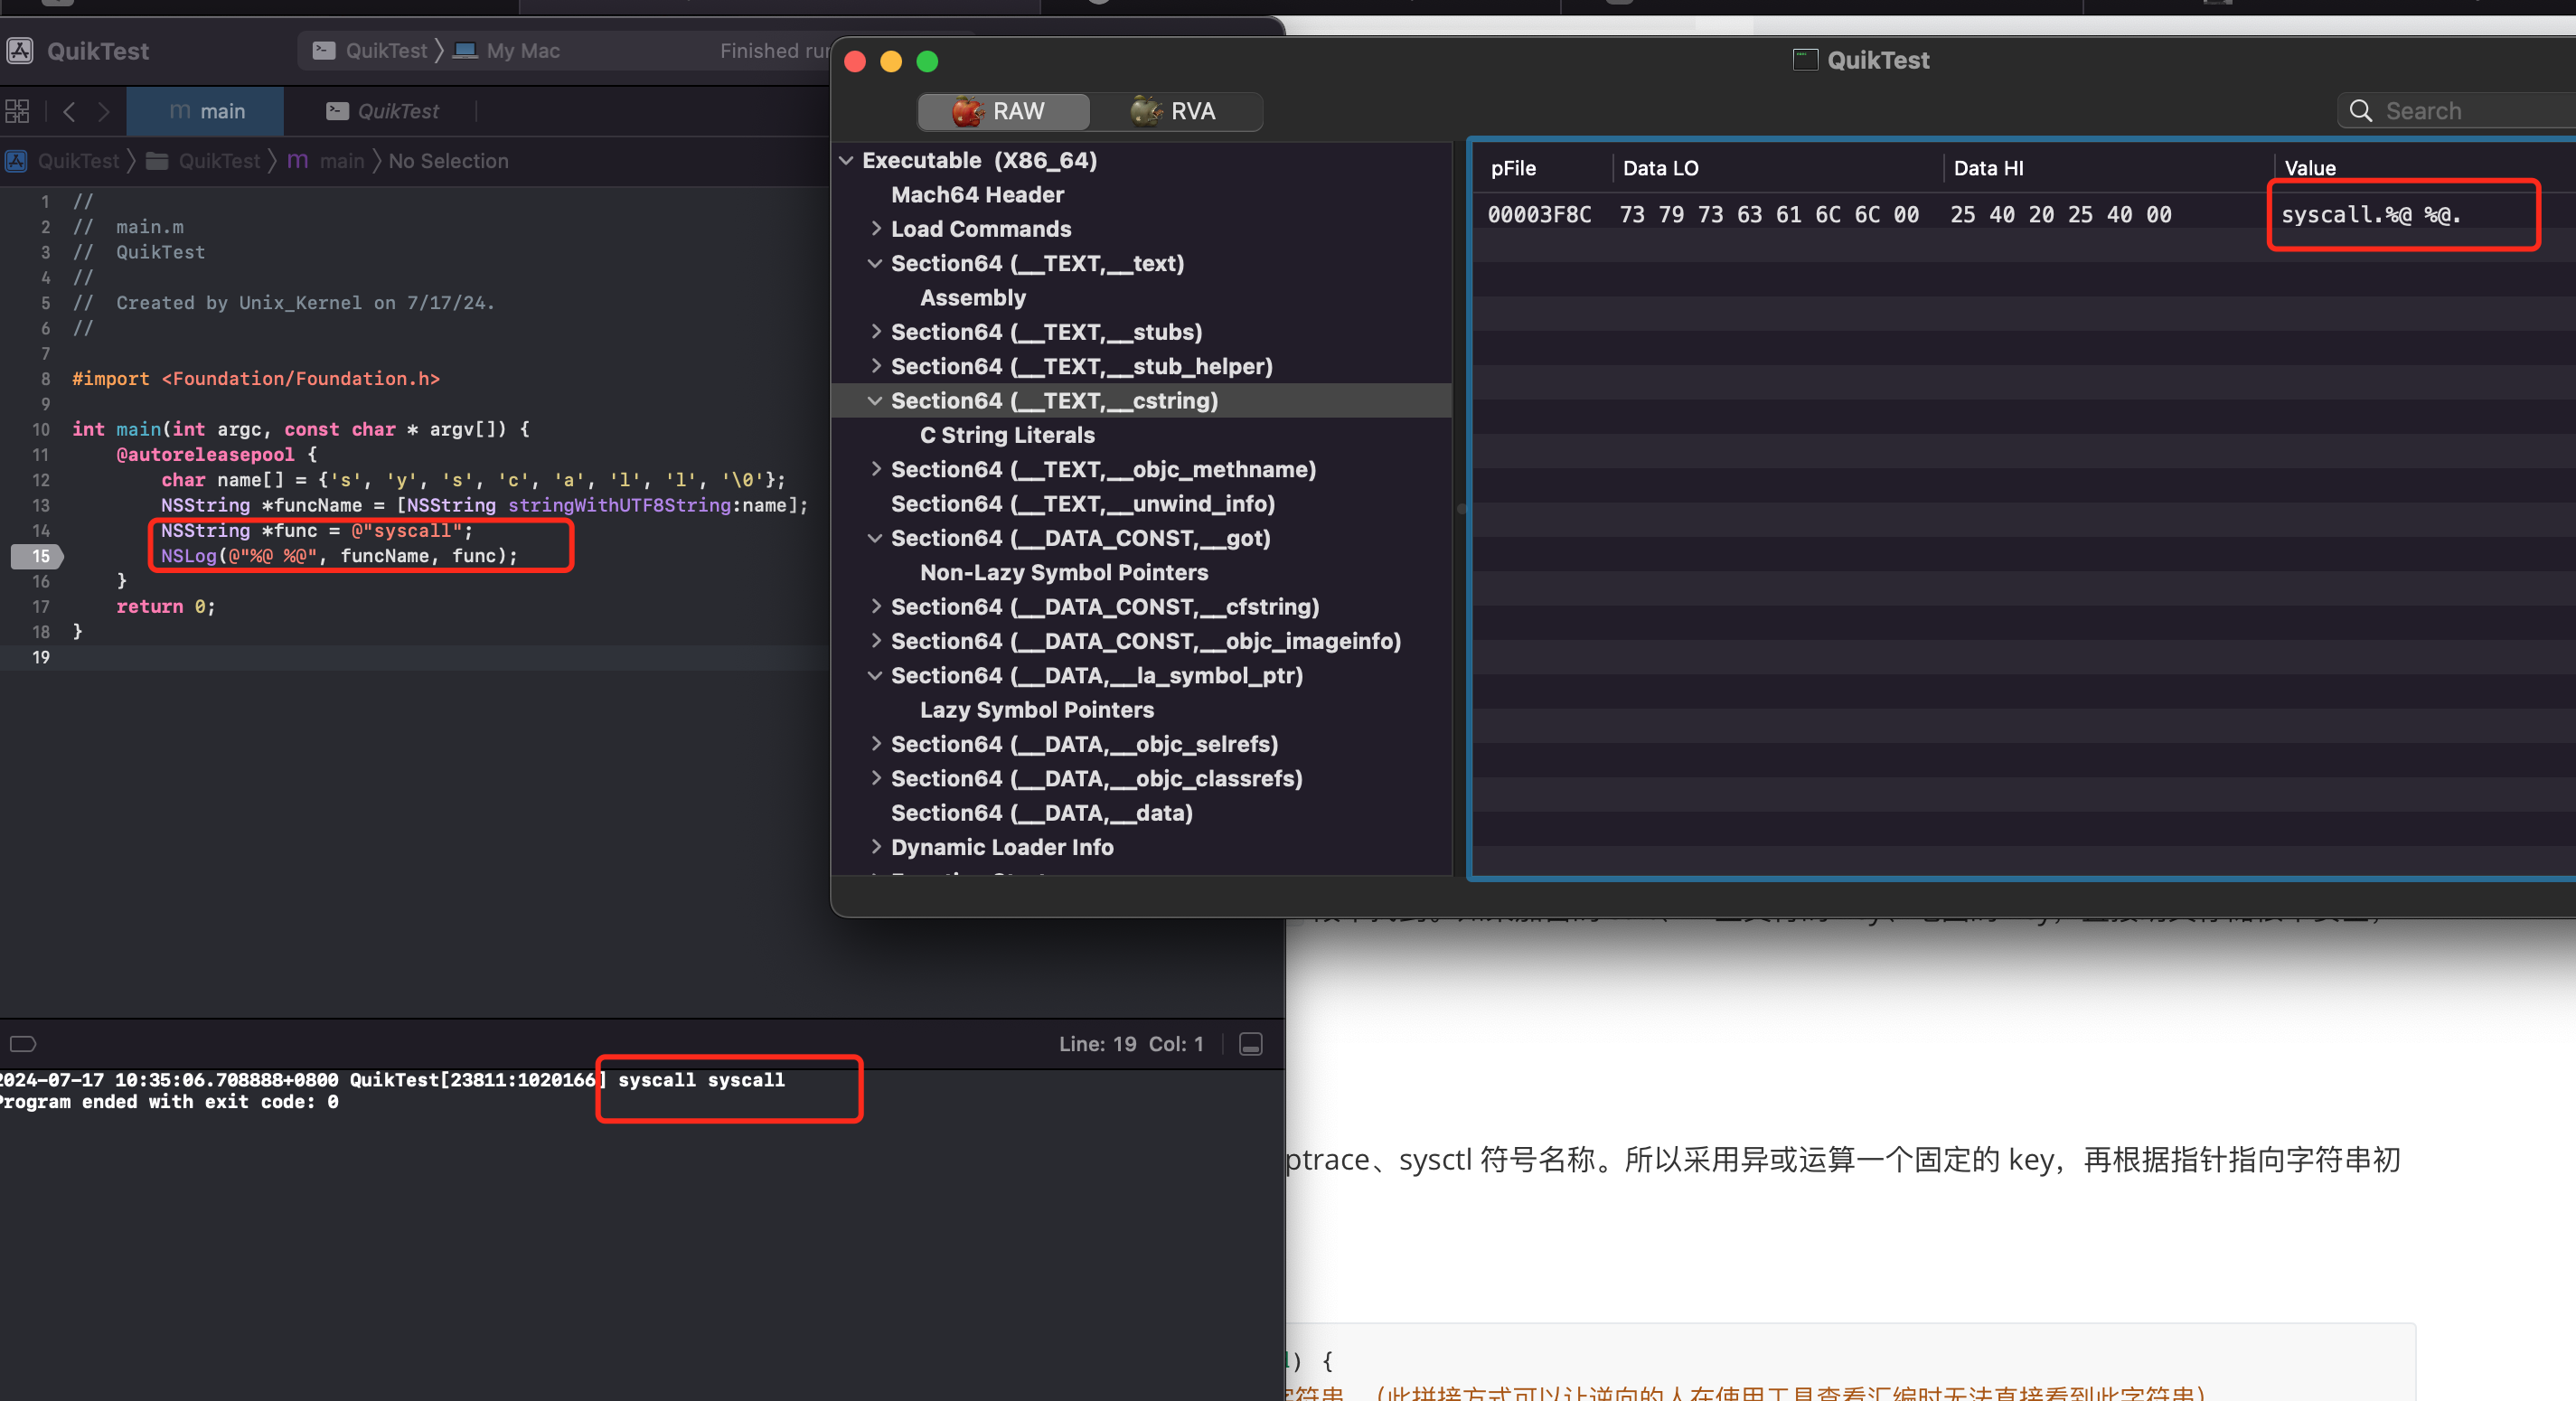 QuikTest
QuikTest 〉 My Mac
Finished
main
QuikTest
QuikTest 〉 QuikTest 〉 m main 〉 No Selection
1 //
2 //  main.m
3 //  QuikTest
4 //
5 //  Created by Unix_Kernel on 7/17/24.
6 //
7
8 #import <Foundation/Foundation.h>
9
10 int main(int argc, const char * argv[]) {
11     @autoreleasepool {
12         char name[] = {'s', 'y', 's', 'c', 'a', 'l', 'l', '\0'};
13         NSString *funcName = [NSString stringWithUTF8String:name];
14         NSString *func = @"syscall";
15         NSLog(@"%@ %@", funcName, func);
16     }
17     return 0;
18 }
19
Line: 19 Col: 1
2024-07-17 10:35:06.708888+0800 QuikTest[23811:1020166] syscall syscall
Program ended with exit code: 0
QuikTest
RAW
RVA
Search
Executable (X86_64)
Mach64 Header
Load Commands
Section64 (__TEXT,__text)
Assembly
Section64 (__TEXT,__stubs)
Section64 (__TEXT,__stub_helper)
Section64 (__TEXT,__cstring)
C String Literals
Section64 (__TEXT,__objc_methname)
Section64 (__TEXT,__unwind_info)
Section64 (__DATA_CONST,__got)
Non-Lazy Symbol Pointers
Section64 (__DATA_CONST,__cfstring)
Section64 (__DATA_CONST,__objc_imageinfo)
Section64 (__DATA,__la_symbol_ptr)
Lazy Symbol Pointers
Section64 (__DATA,__objc_selrefs)
Section64 (__DATA,__objc_classrefs)
Section64 (__DATA,__data)
Dynamic Loader Info
pFile Data LO Data HI Value
00003F8C 73 79 73 63 61 6C 6C 00 25 40 20 25 40 00 syscall.%@ %@.
ptrace、sysctl 符号名称。所以采用异或运算一个固定的 key，再根据指针指向字符串初
) {
字符串 （此拼接方式可以让逆向的人在使用工具查看汇编时无法直接看到此字符串）